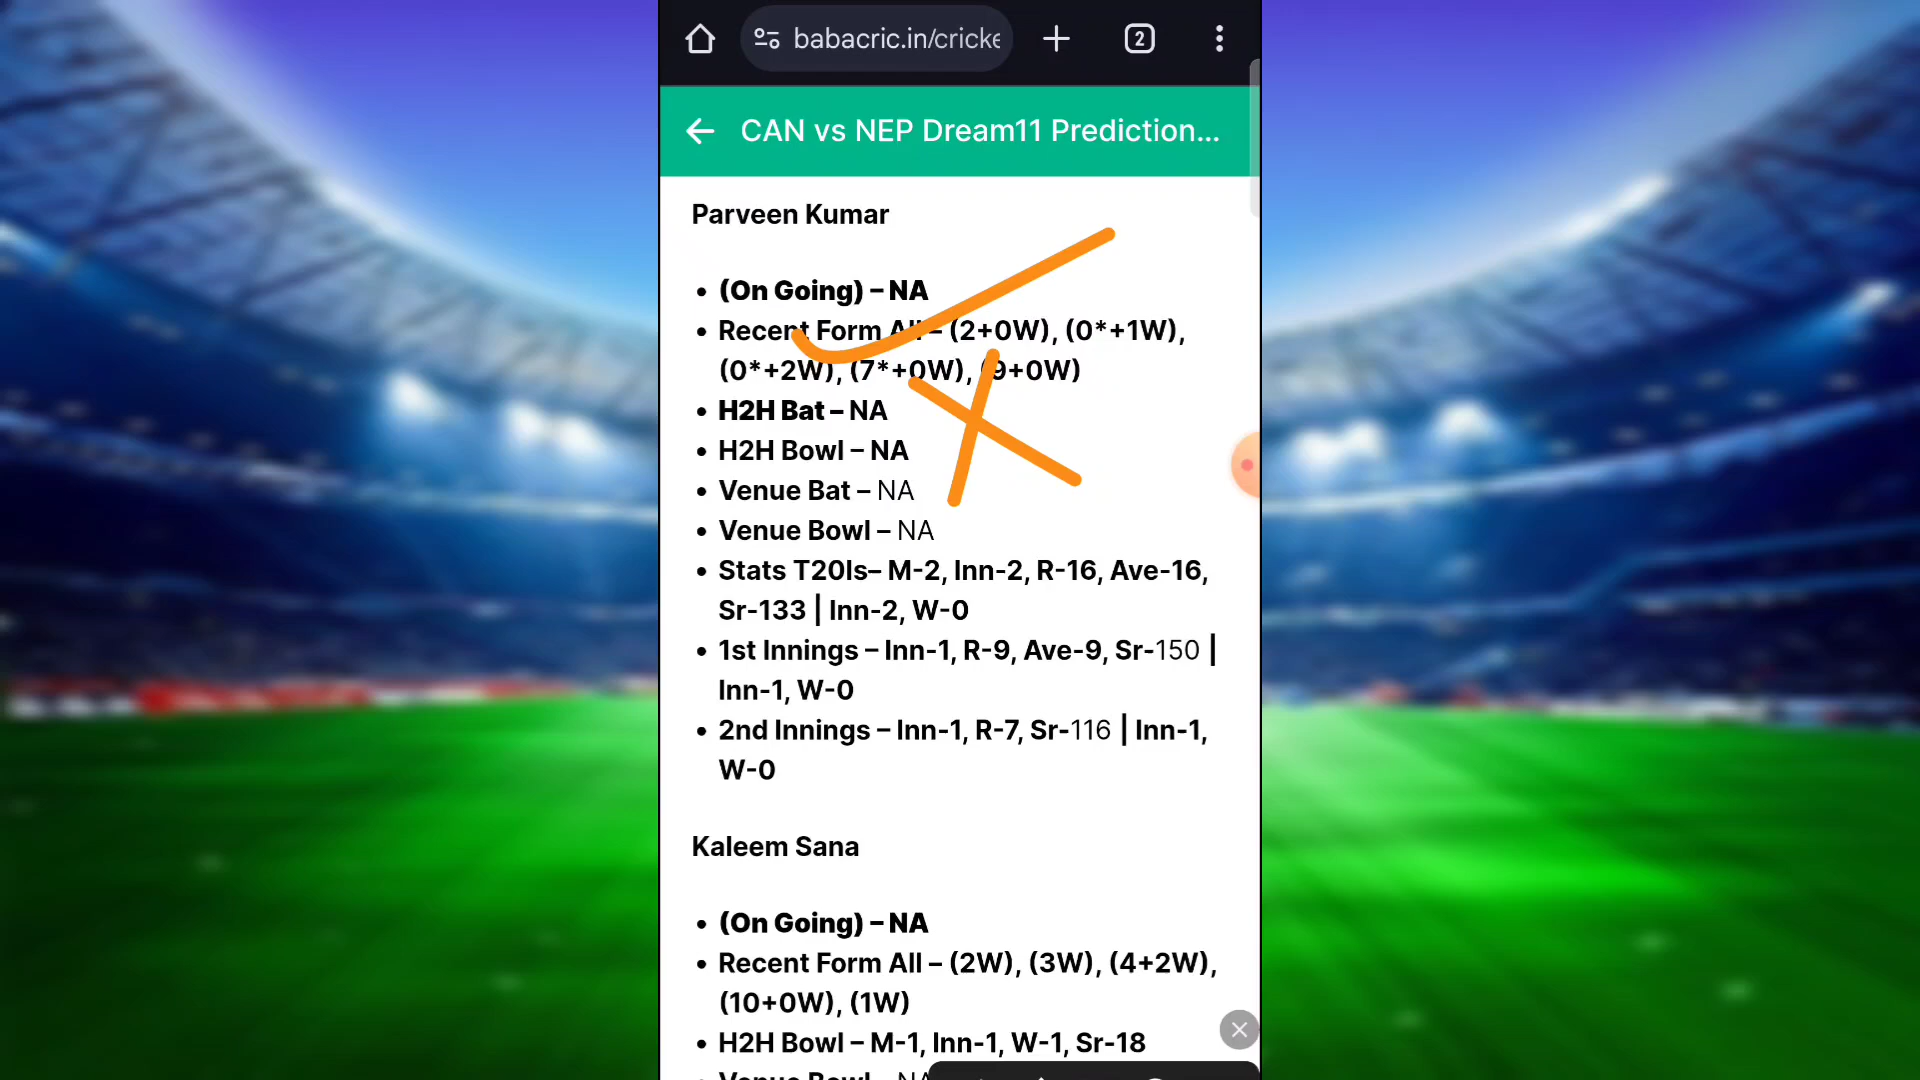 babacric.in/cricke
2
CAN vs NEP Dream11 Prediction...
Parveen Kumar
• (On Going) – NA
• Recent Form All – (2+0W), (0*+1W),
(0*+2W), (7*+0W), (9+0W)
• H2H Bat – NA
• H2H Bowl – NA
• Venue Bat – NA
• Venue Bowl – NA
• Stats T20Is– M-2, Inn-2, R-16, Ave-16,
Sr-133 | Inn-2, W-0
• 1st Innings – Inn-1, R-9, Ave-9, Sr-150 |
Inn-1, W-0
• 2nd Innings – Inn-1, R-7, Sr-116 | Inn-1,
W-0
Kaleem Sana
• (On Going) – NA
• Recent Form All – (2W), (3W), (4+2W),
(10+0W), (1W)
• H2H Bowl – M-1, Inn-1, W-1, Sr-18
Venue Bowl – NA